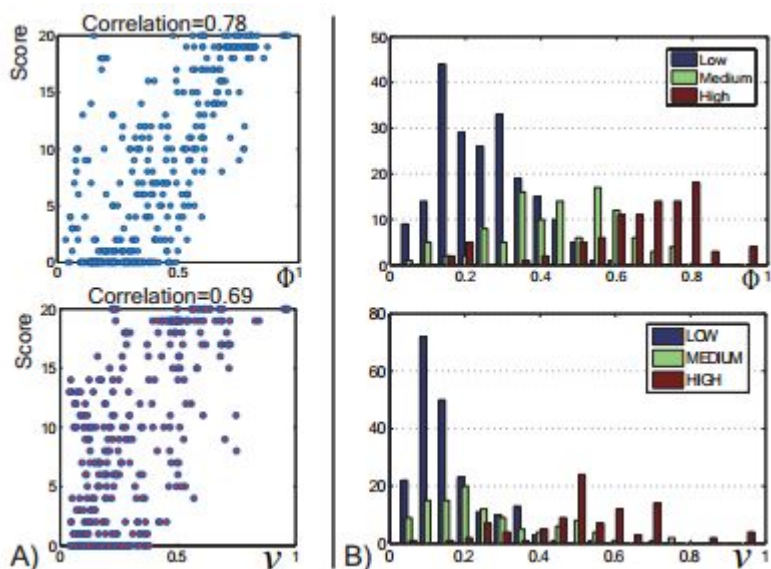 Correlation=0.78
Score
20
15
10
5
0
0 0.5 1
Φ
Correlation=0.69
Score
20
15
10
5
0
0 0.5 1
ν
A)
50
40
30
20
10
0
Low
Medium
High
0 0.2 0.4 0.6 0.8 1
Φ
80
60
40
20
0
LOW
MEDIUM
HIGH
0 0.2 0.4 0.6 0.8 1
ν
B)